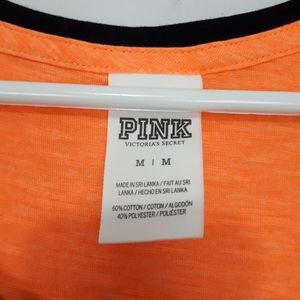 PINK
VICTORIA'S SECRET
M | M
MADE IN SRI LANKA / FAIT AU SRI
LANKA / HECHO EN SRI LANKA
60% COTTON / COTON / ALGODÓN
40% POLYESTER / POLIÉSTER